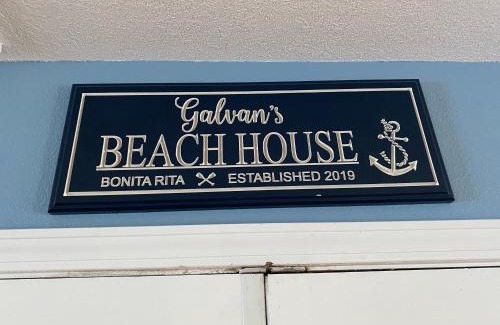 Galvan's
BEACH HOUSE
BONITA RITA ESTABLISHED 2019